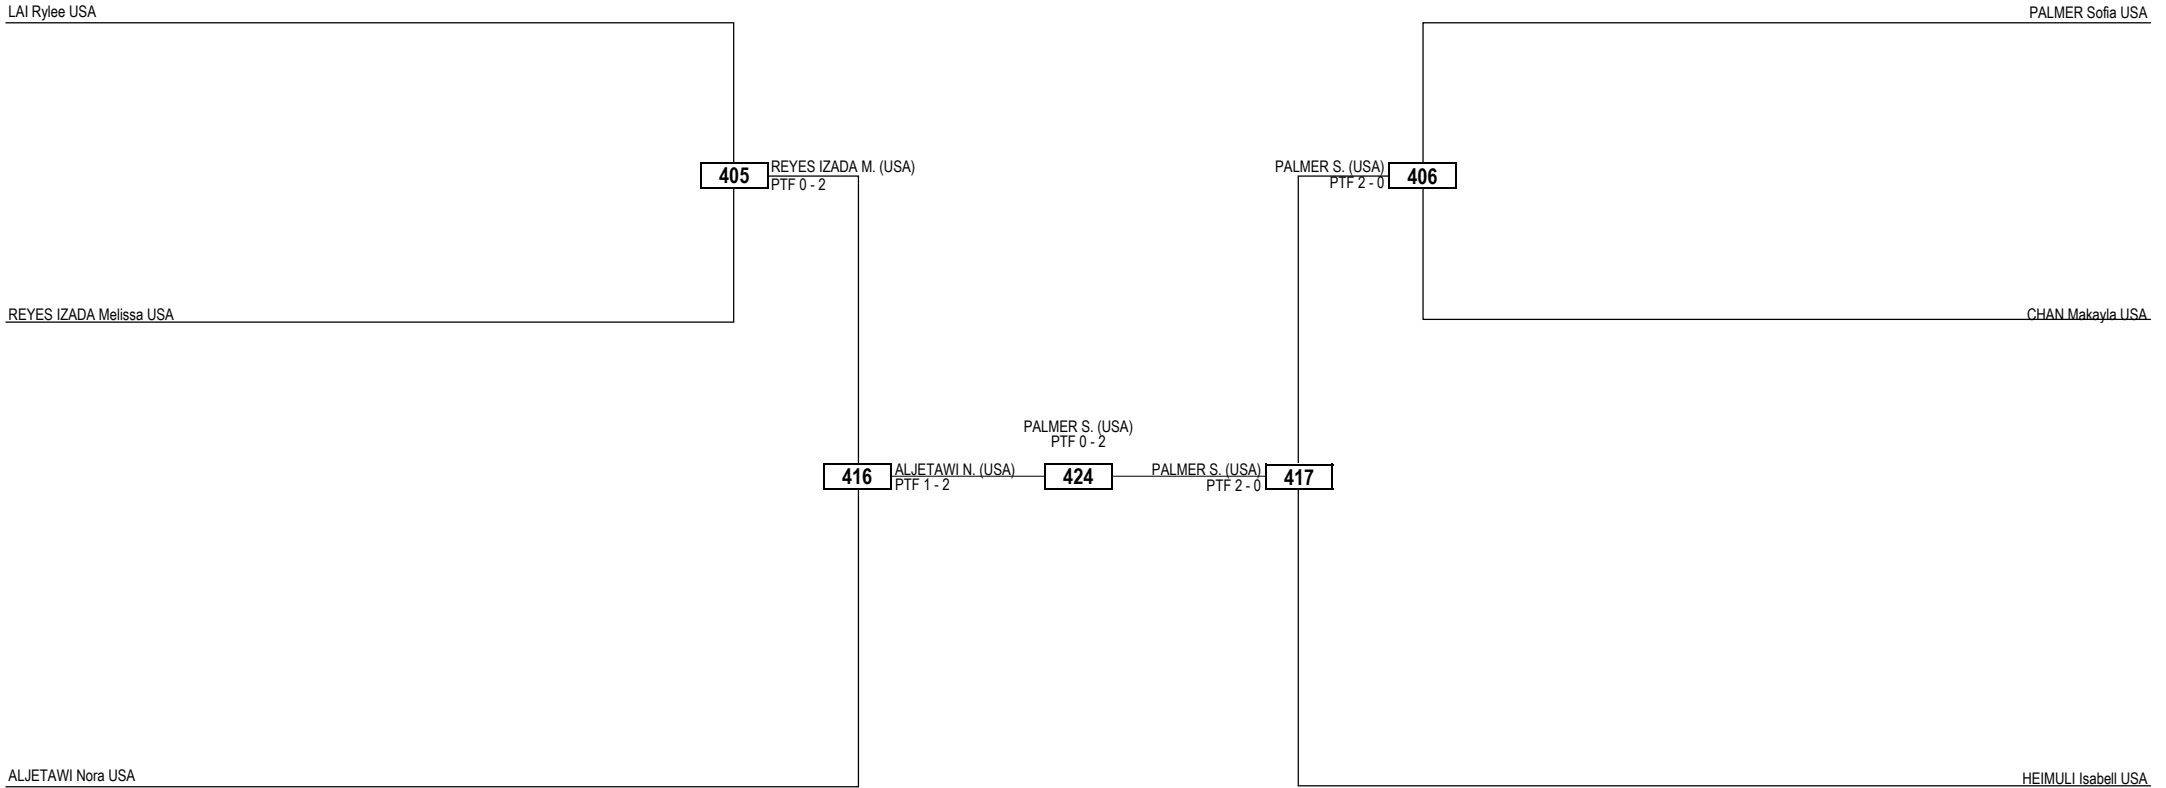 LAI Rylee USA
PALMER Sofia USA
405
REYES IZADA M. (USA)
PTF 0 - 2
PALMER S. (USA)
PTF 2 - 0
406
REYES IZADA Melissa USA
CHAN Makayla USA
PALMER S. (USA)
PTF 0 - 2
416
ALJETAWI N. (USA)
PTF 1 - 2
424
PALMER S. (USA)
PTF 2 - 0
417
ALJETAWI Nora USA
HEIMULI Isabell USA